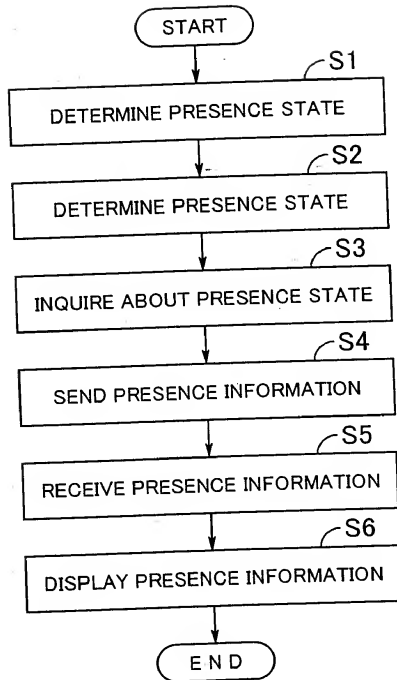 START
S1
DETERMINE PRESENCE STATE
S2
DETERMINE PRESENCE STATE
S3
INQUIRE ABOUT PRESENCE STATE
S4
SEND PRESENCE INFORMATION
S5
RECEIVE PRESENCE INFORMATION
S6
DISPLAY PRESENCE INFORMATION
END